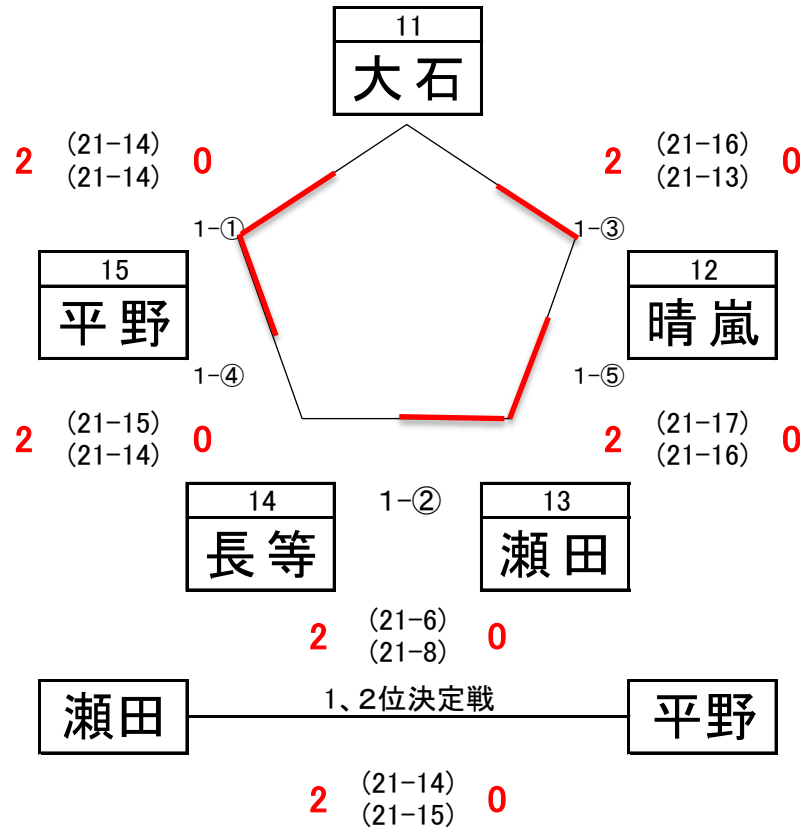 11
大石
2 (21-14) 0
(21-14)
2 (21-16) 0
(21-13)
1-①
1-③
15
平野
12
晴嵐
1-④
1-⑤
2 (21-15) 0
(21-14)
2 (21-17) 0
(21-16)
14
長等
1-②
13
瀬田
2 (21-6) 0
(21-8)
瀬田
1、2位決定戦
平野
2 (21-14) 0
(21-15)